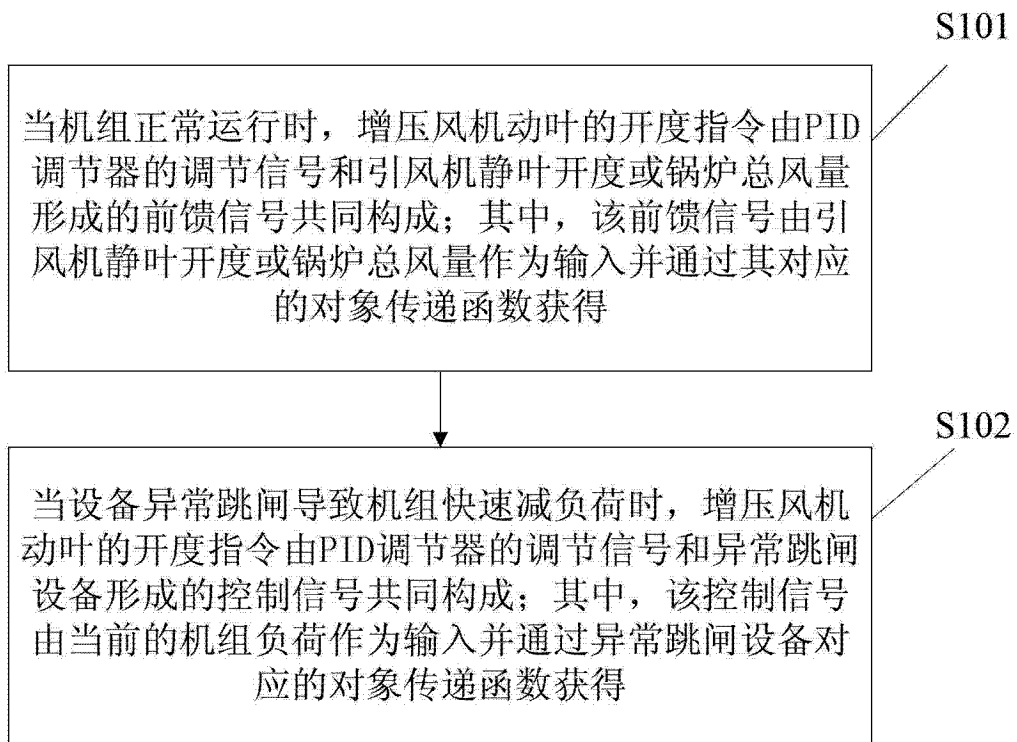 S101
当机组正常运行时，增压风机动叶的开度指令由PID
调节器的调节信号和引风机静叶开度或锅炉总风量
形成的前馈信号共同构成；其中，该前馈信号由引
风机静叶开度或锅炉总风量作为输入并通过其对应
的对象传递函数获得
S102
当设备异常跳闸导致机组快速减负荷时，增压风机
动叶的开度指令由PID调节器的调节信号和异常跳闸
设备形成的控制信号共同构成；其中，该控制信号
由当前的机组负荷作为输入并通过异常跳闸设备对
应的对象传递函数获得